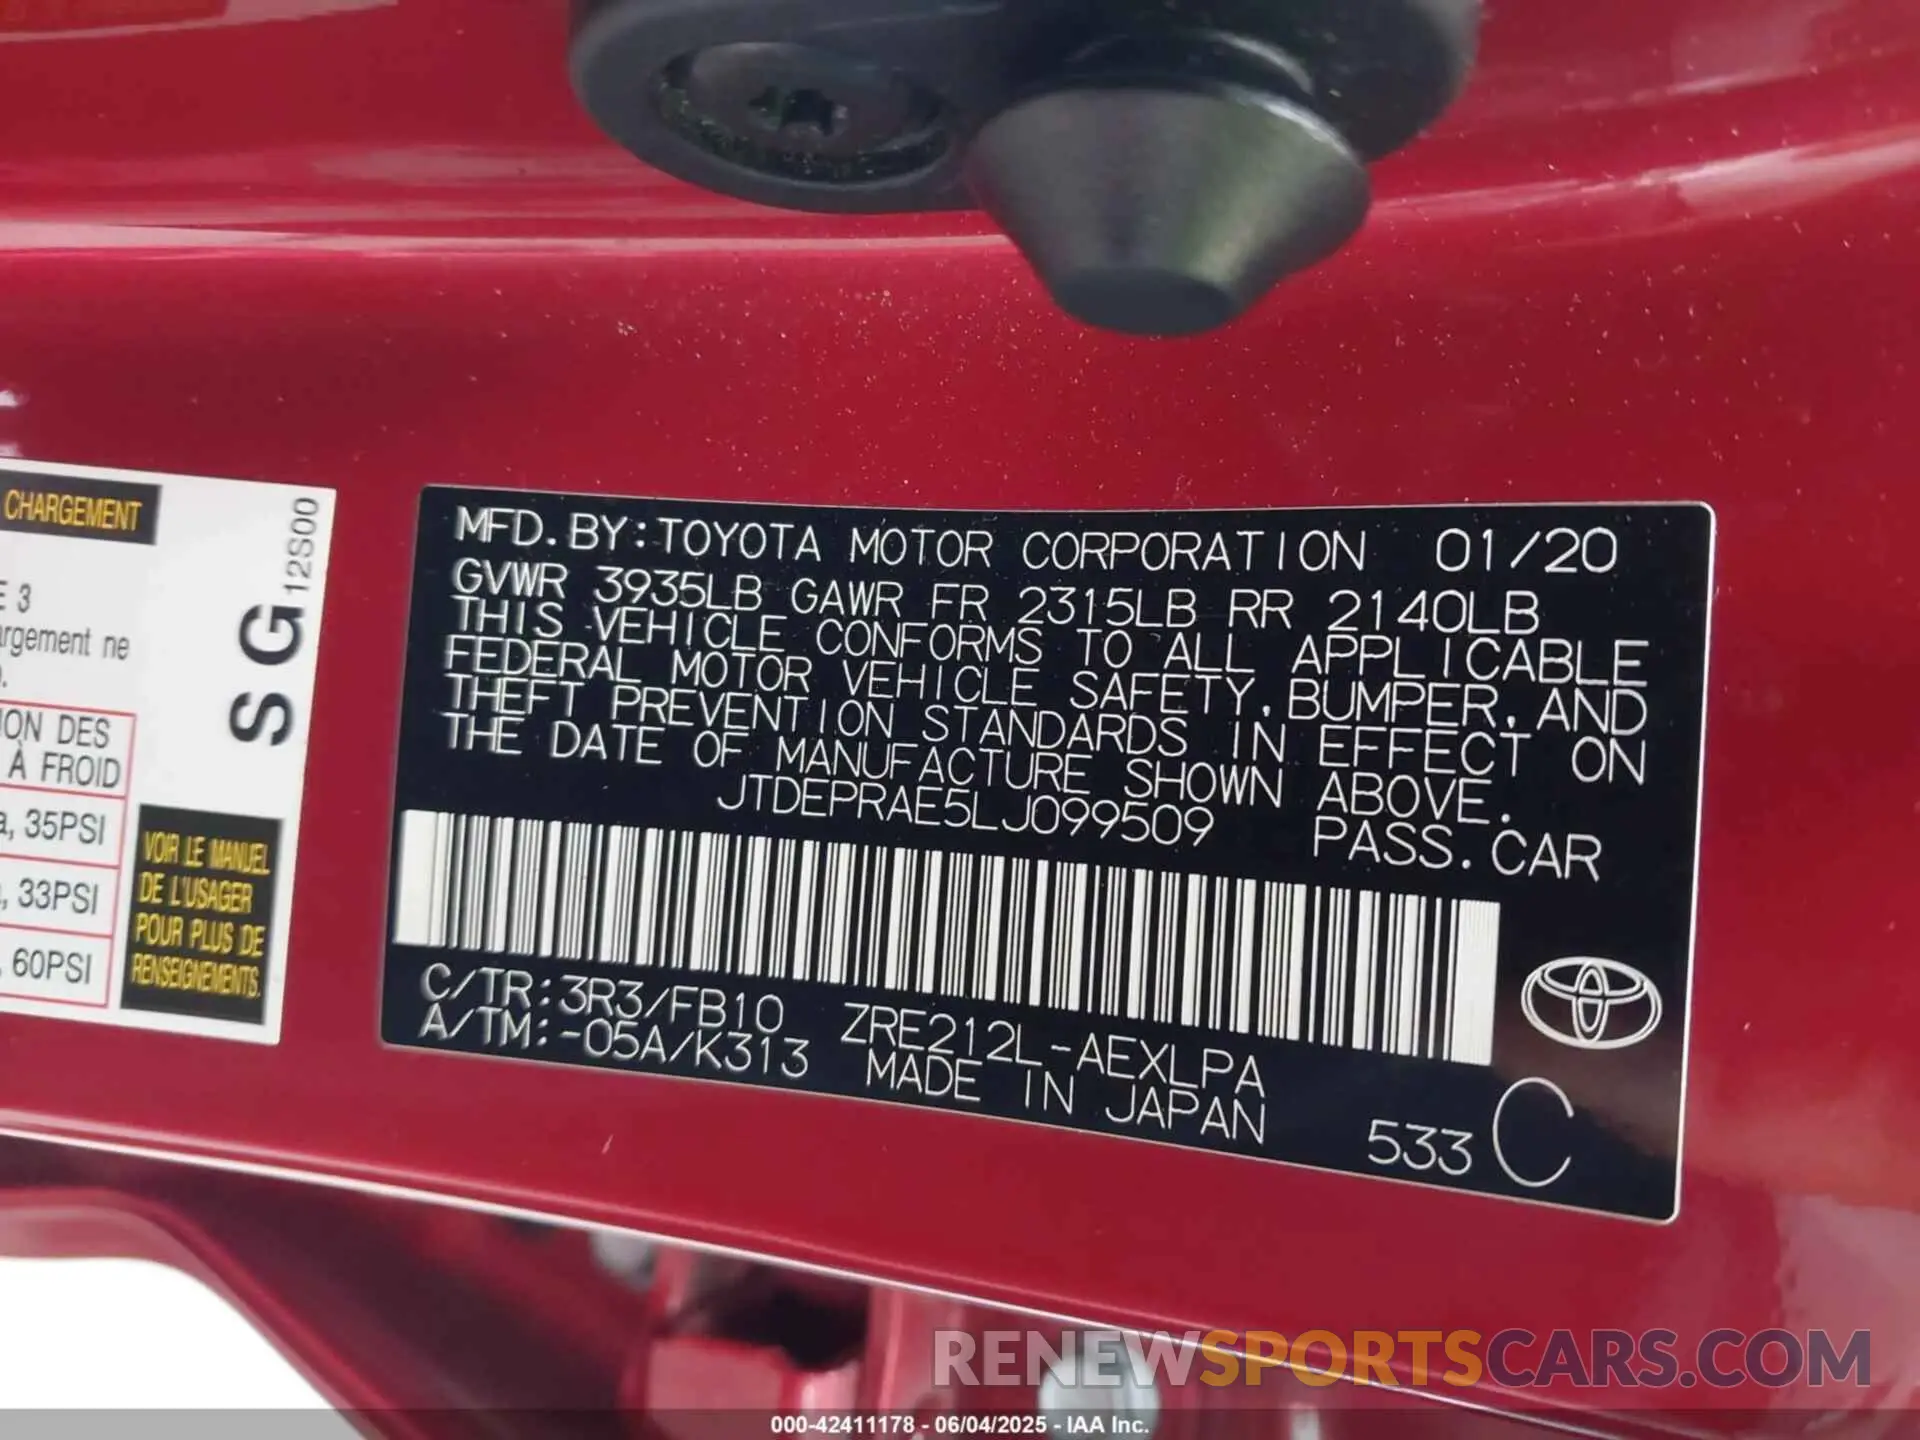 CHARGEMENT
E 3
argement ne
ION DES
À FROID
a, 35PSI
, 33PSI
, 60PSI
SG12S00
VOIR LE MANUEL
DE L'USAGER
POUR PLUS DE
RENSEIGNEMENTS.
MFD. BY: TOYOTA MOTOR CORPORATION 01/20
GVWR 3935LB GAWR FR 2315LB RR 2140LB
THIS VEHICLE CONFORMS TO ALL APPLICABLE
FEDERAL MOTOR VEHICLE SAFETY, BUMPER, AND
THEFT PREVENTION STANDARDS IN EFFECT ON
THE DATE OF MANUFACTURE SHOWN ABOVE.
JTDEPRAE5LJ099509 PASS. CAR
C/TR: 3R3/FB10 ZRE212L-AEXLPA
A/TM: -05A/K313 MADE IN JAPAN
533 C
RENEWSPORTSCARS.COM
000-42411178 - 06/04/2025 - IAA Inc.